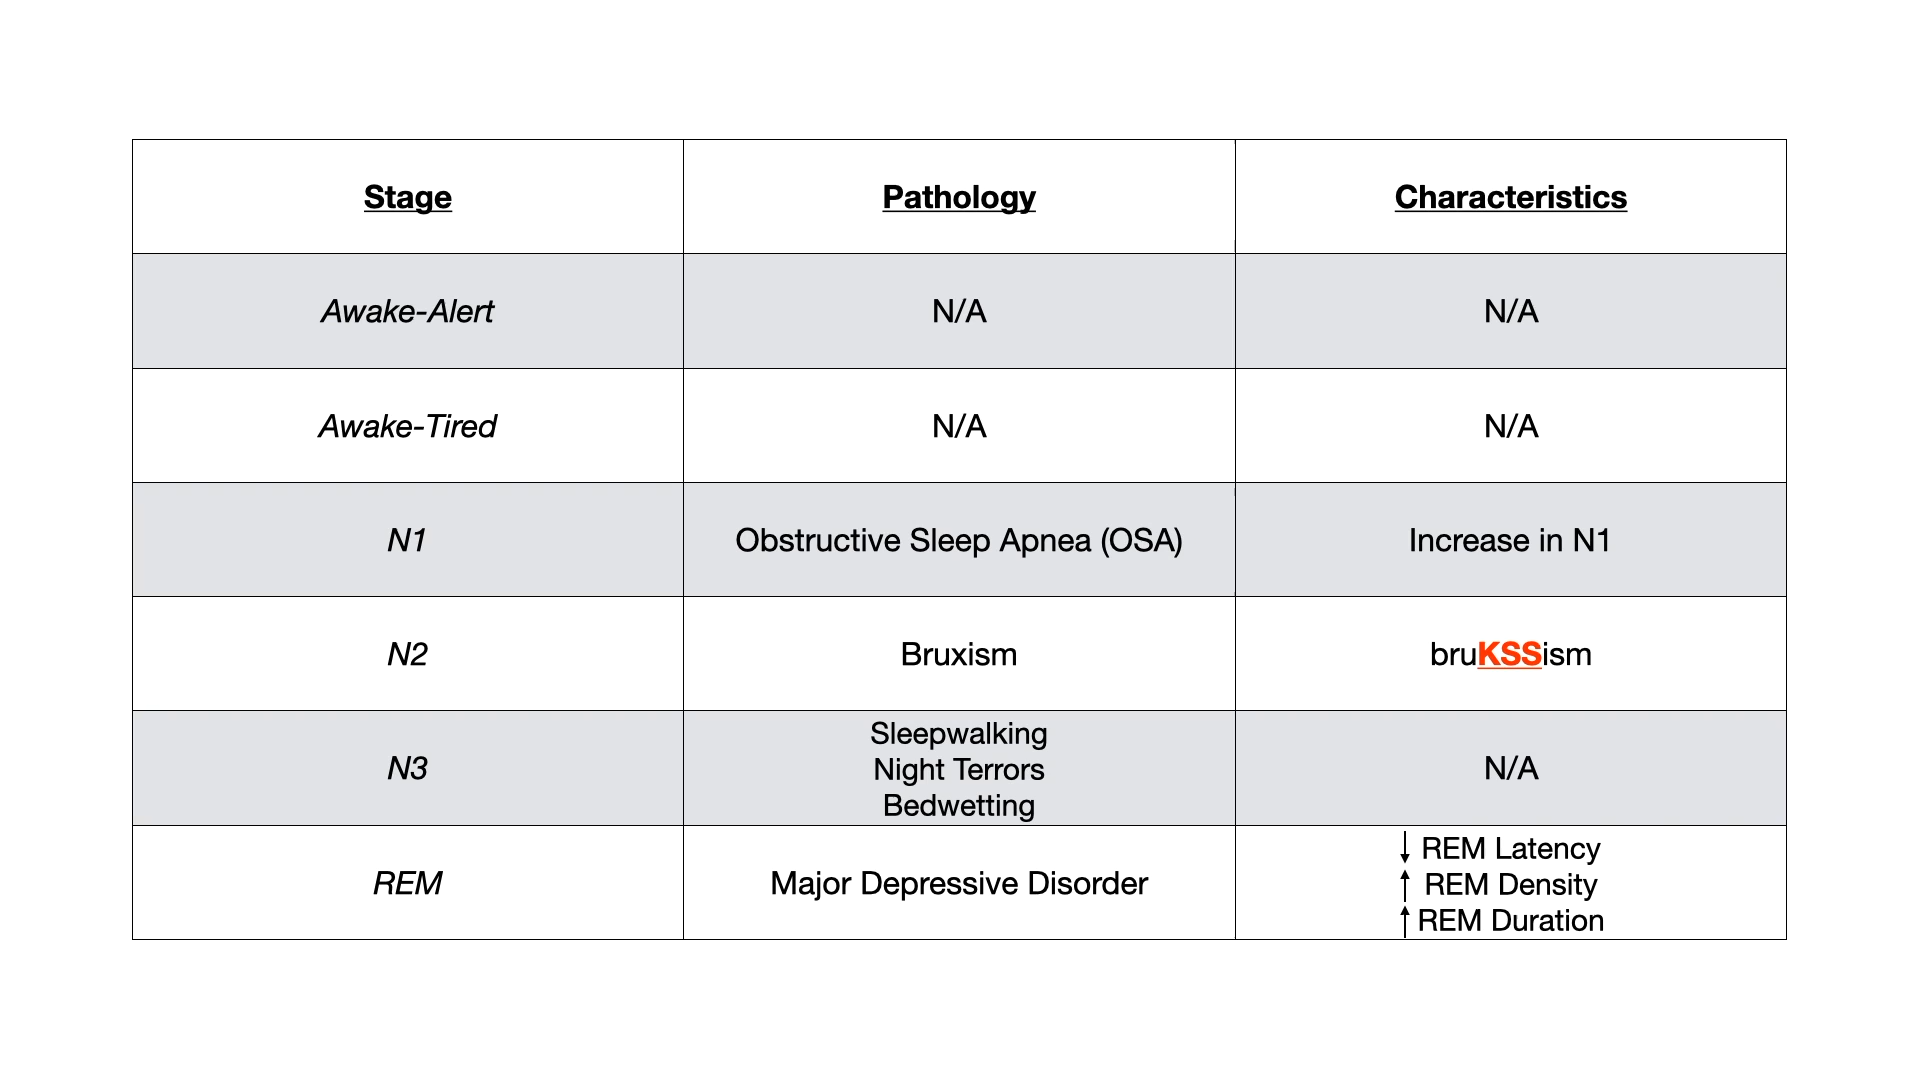 Stage Pathology Characteristics
Awake-Alert N/A N/A
Awake-Tired N/A N/A
N1 Obstructive Sleep Apnea (OSA) Increase in N1
N2 Bruxism bruKSSism
N3
Sleepwalking
Night Terrors
Bedwetting
N/A
REM
Major Depressive Disorder
↓ REM Latency
↑ REM Density
↑ REM Duration